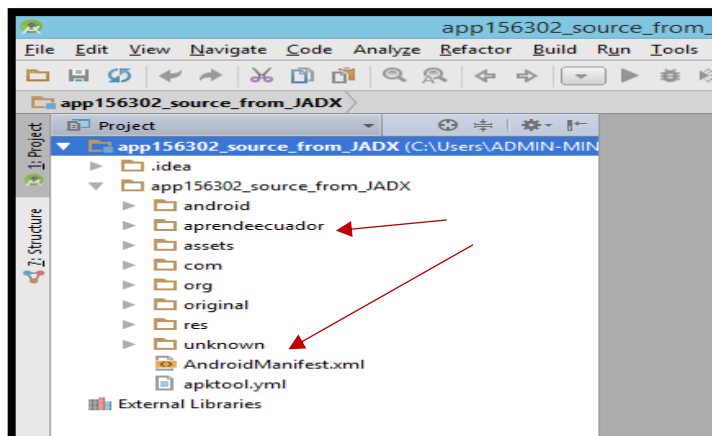 app156302_source_from_
File Edit View Navigate Code Analyze Refactor Build Run Tools
app156302_source_from_JADX
1: Project
Project
app156302_source_from_JADX (C:\Users\ADMIN-MIN
.idea
app156302_source_from_JADX
android
aprendeecuador
assets
com
org
original
res
unknown
AndroidManifest.xml
apktool.yml
External Libraries
7: Structure